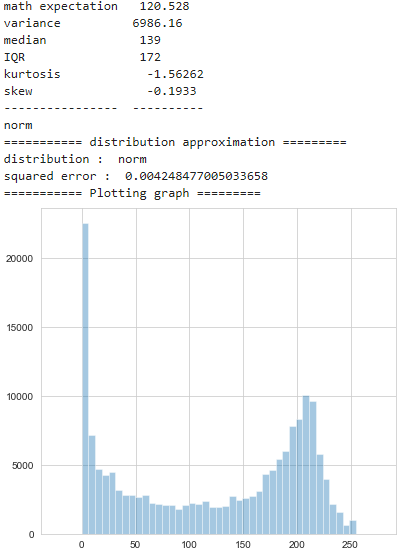 math expectation 120.528
variance 6986.16
median 139
IQR 172
kurtosis -1.56262
skew -0.1933
---------------- ----------
norm
=========== distribution approximation =========
distribution : norm
squared error : 0.004248477005033658
=========== Plotting graph =========
20000
15000
10000
5000
0
0 50 100 150 200 250